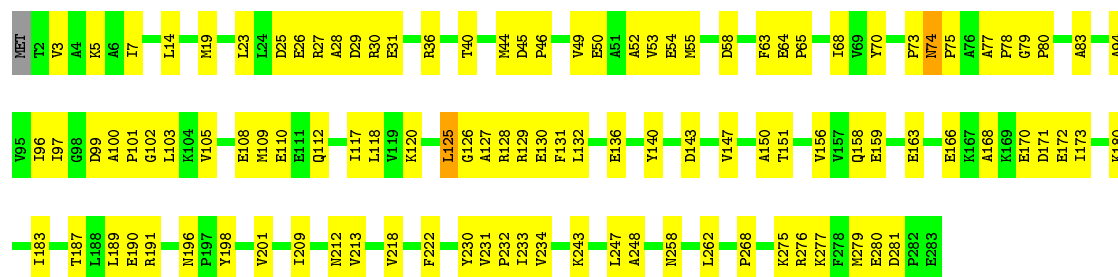 MET T2 V3 A4 K5 A6 I7 L14 M19 L23 L24 D25 E26 R27 A28 D29 R30 E31 R36 T40 M44 D45 P46 V49 E50 A51 A52 V53 E54 M55 D58 F63 E64 P65 I68 V69 Y70 P73 N74 P75 A76 A77 P78 G79 P80 A83
V95 I96 I97 G98 D99 A100 P101 G102 L103 K104 V105 E108 M109 E110 E111 Q112 I117 L118 V119 K120 L125 G126 A127 R128 R129 E130 F131 L132 E136 Y140 D143 V147 A150 T151 V156 V157 Q158 E159 E163 E166 K167 A168 K169 E170 D171 E172 I173
I183 T187 L188 L189 E190 R191 N196 P197 Y198 V201 I209 N212 V213 V218 F222 Y230 V231 P232 I233 V234 K243 L247 A248 N258 L262 P268 K275 R276 K277 F278 M279 E280 D281 P282 E283